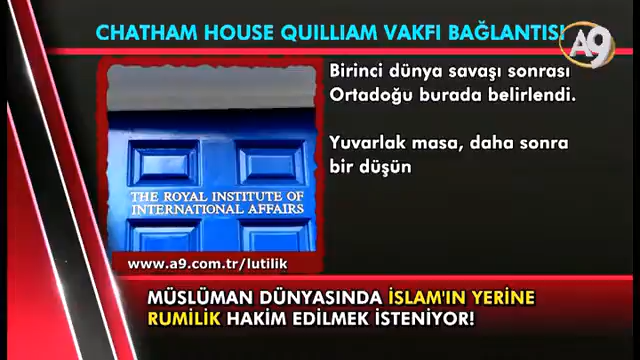 CHATHAM HOUSE QUILLIAM VAKFI BAĞLANTISI
A9
Birinci dünya savaşı sonrası
Ortadoğu burada belirlendi.
Yuvarlak masa, daha sonra
bir düşün
THE ROYAL INSTITUTE OF
INTERNATIONAL AFFAIRS
www.a9.com.tr/lutilik
MÜSLÜMAN DÜNYASINDA İSLAM'IN YERİNE
RUMİLİK HAKİM EDİLMEK İSTENİYOR!